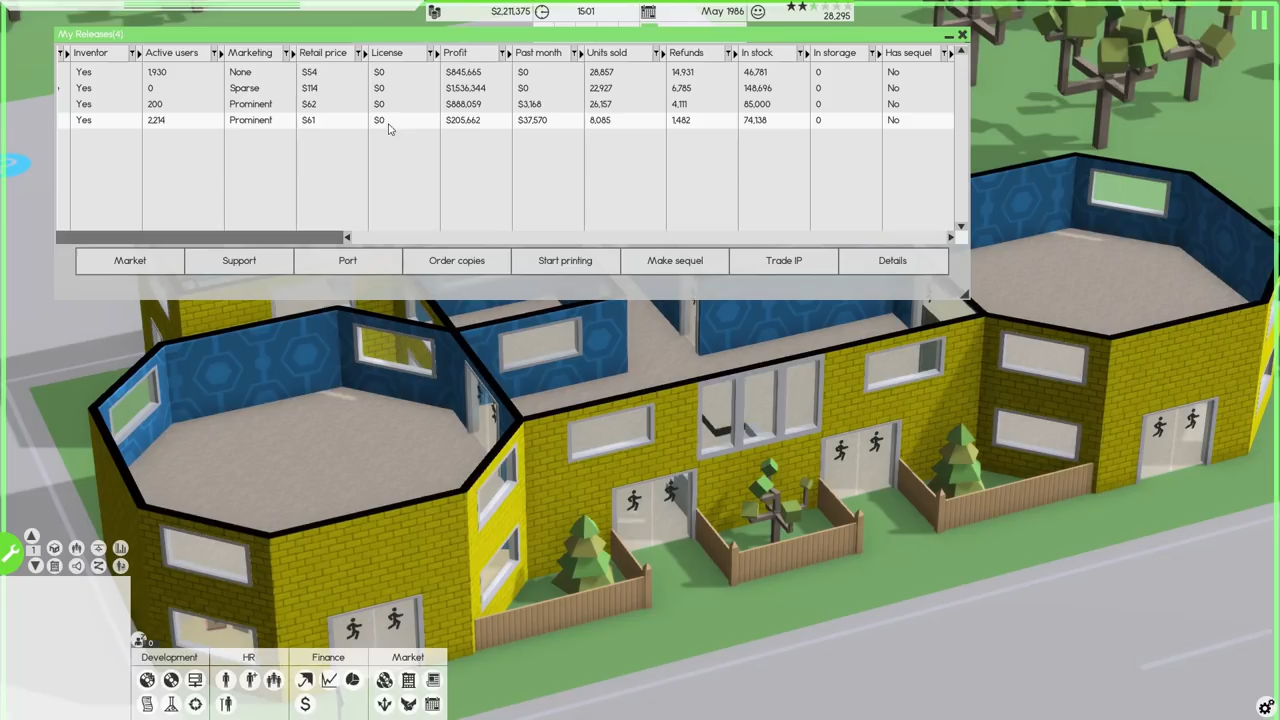 $2,211,375 1501 May 1986 28,295
My Releases(4)
Inventor Active users Marketing Retail price License Profit Past month Units sold Refunds In stock In storage Has sequel
Yes 1,930 None $54 $0 $845,665 $0 28,857 14,931 46,781 0 No
Yes 0 Sparse $114 $0 $1,536,344 $0 22,927 6,785 148,696 0 No
Yes 200 Prominent $62 $0 $888,059 $3,168 26,157 4,111 85,000 0 No
Yes 2,214 Prominent $61 $0 $205,662 $37,570 8,085 1,482 74,138 0 No
Market Support Port Order copies Start printing Make sequel Trade IP Details
1
0
Development HR Finance Market